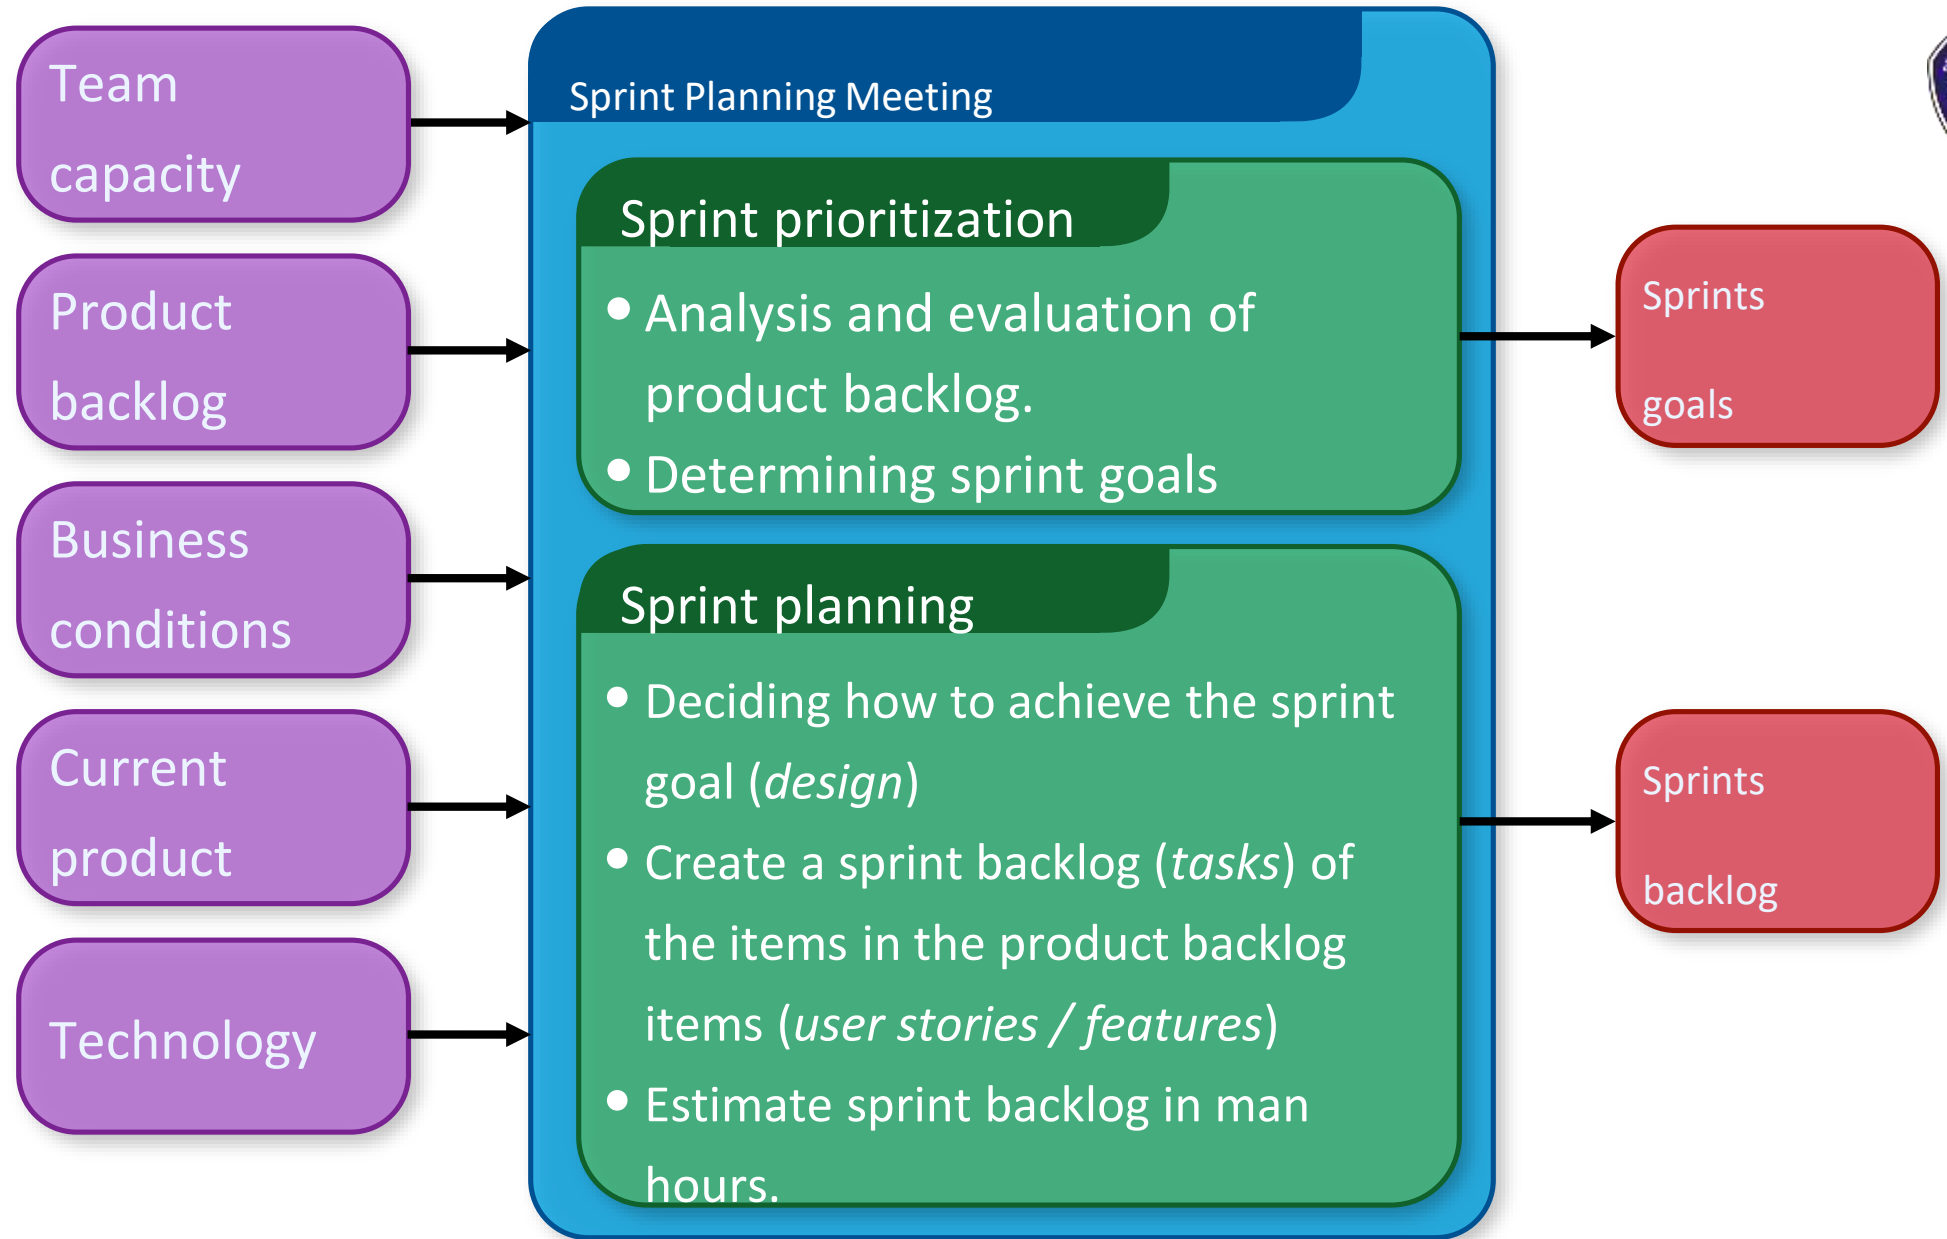 Team
capacity
Product
backlog
Business
conditions
Current
product
Technology
Sprint Planning Meeting
Sprint prioritization
• Analysis and evaluation of
product backlog.
• Determining sprint goals
Sprint planning
• Deciding how to achieve the sprint
goal (design)
• Create a sprint backlog (tasks) of
the items in the product backlog
items (user stories / features)
• Estimate sprint backlog in man
hours.
Sprints
goals
Sprints
backlog